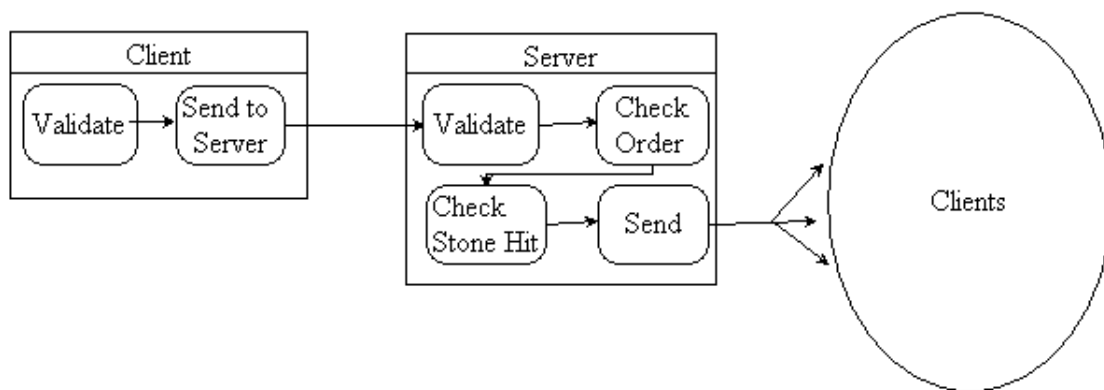 Client
Validate
Send to
Server
Server
Validate
Check
Order
Check
Stone Hit
Send
Clients